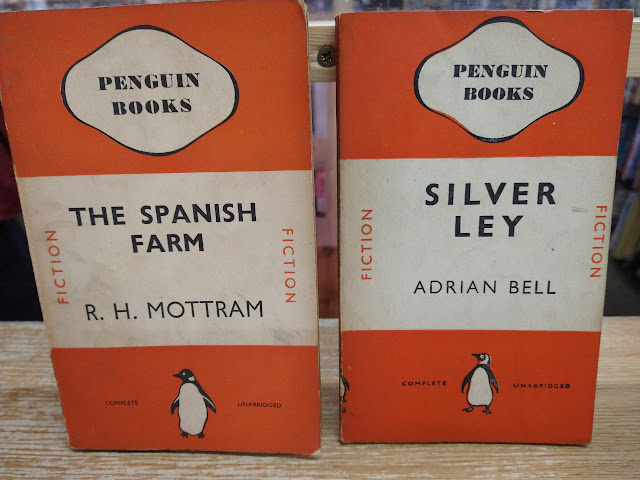 PENGUIN
BOOKS
THE SPANISH
FARM
FICTION
FICTION
R. H. MOTTRAM
COMPLETE
UNABRIDGED
PENGUIN
BOOKS
SILVER
LEY
FICTION
FICTION
ADRIAN BELL
COMPLETE
UNABRIDGED